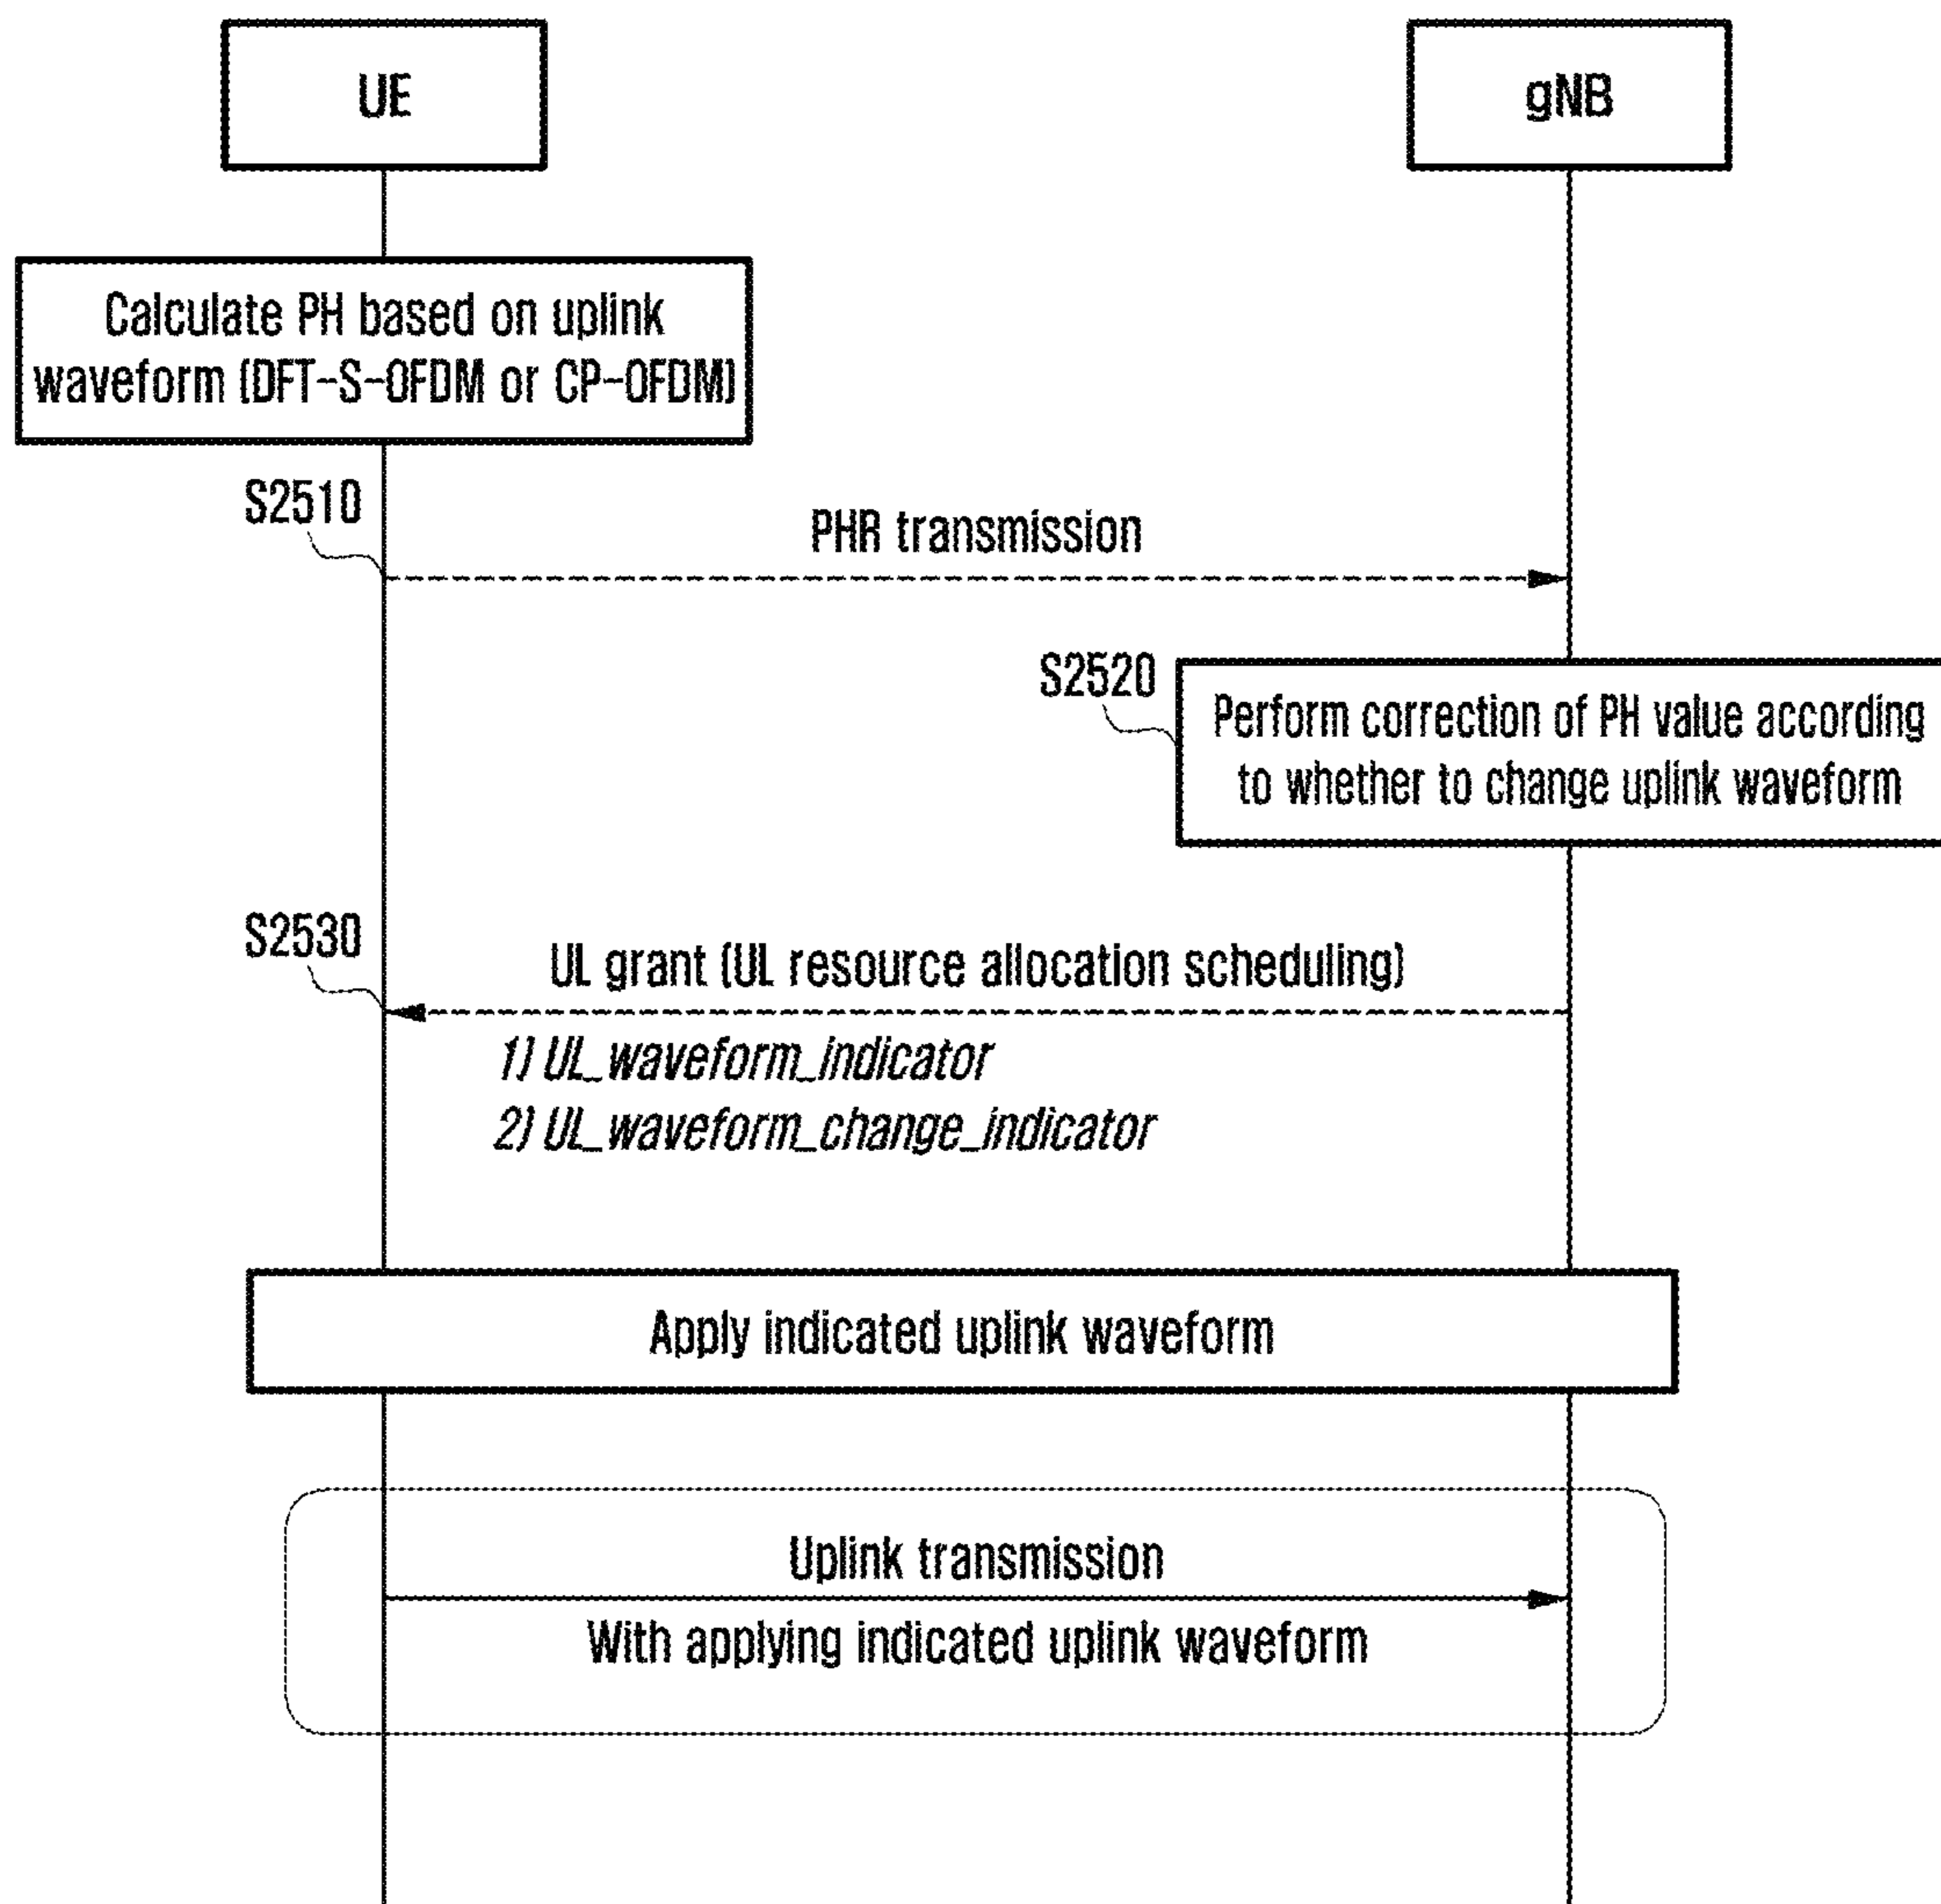 UE
gNB
Calculate PH based on uplink
waveform (DFT-S-OFDM or CP-OFDM)
S2510
PHR transmission
S2520
Perform correction of PH value according
to whether to change uplink waveform
S2530
UL grant (UL resource allocation scheduling)
1) UL_waveform_indicator
2) UL_waveform_change_indicator
Apply indicated uplink waveform
Uplink transmission
With applying indicated uplink waveform